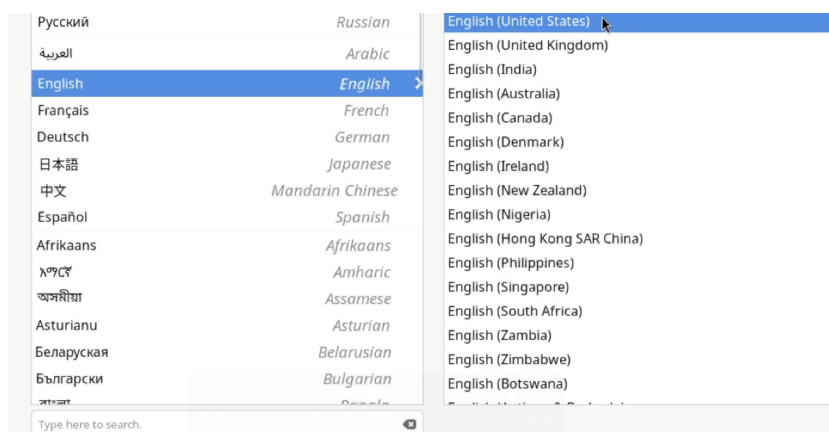 Русский Russian
العربية Arabic
English English
Français French
Deutsch German
日本語 Japanese
中文 Mandarin Chinese
Español Spanish
Afrikaans Afrikaans
አማርኛ Amharic
অসমীয়া Assamese
Asturianu Asturian
Беларуская Belarusian
Български Bulgarian
Type here to search.
English (United States)
English (United Kingdom)
English (India)
English (Australia)
English (Canada)
English (Denmark)
English (Ireland)
English (New Zealand)
English (Nigeria)
English (Hong Kong SAR China)
English (Philippines)
English (Singapore)
English (South Africa)
English (Zambia)
English (Zimbabwe)
English (Botswana)